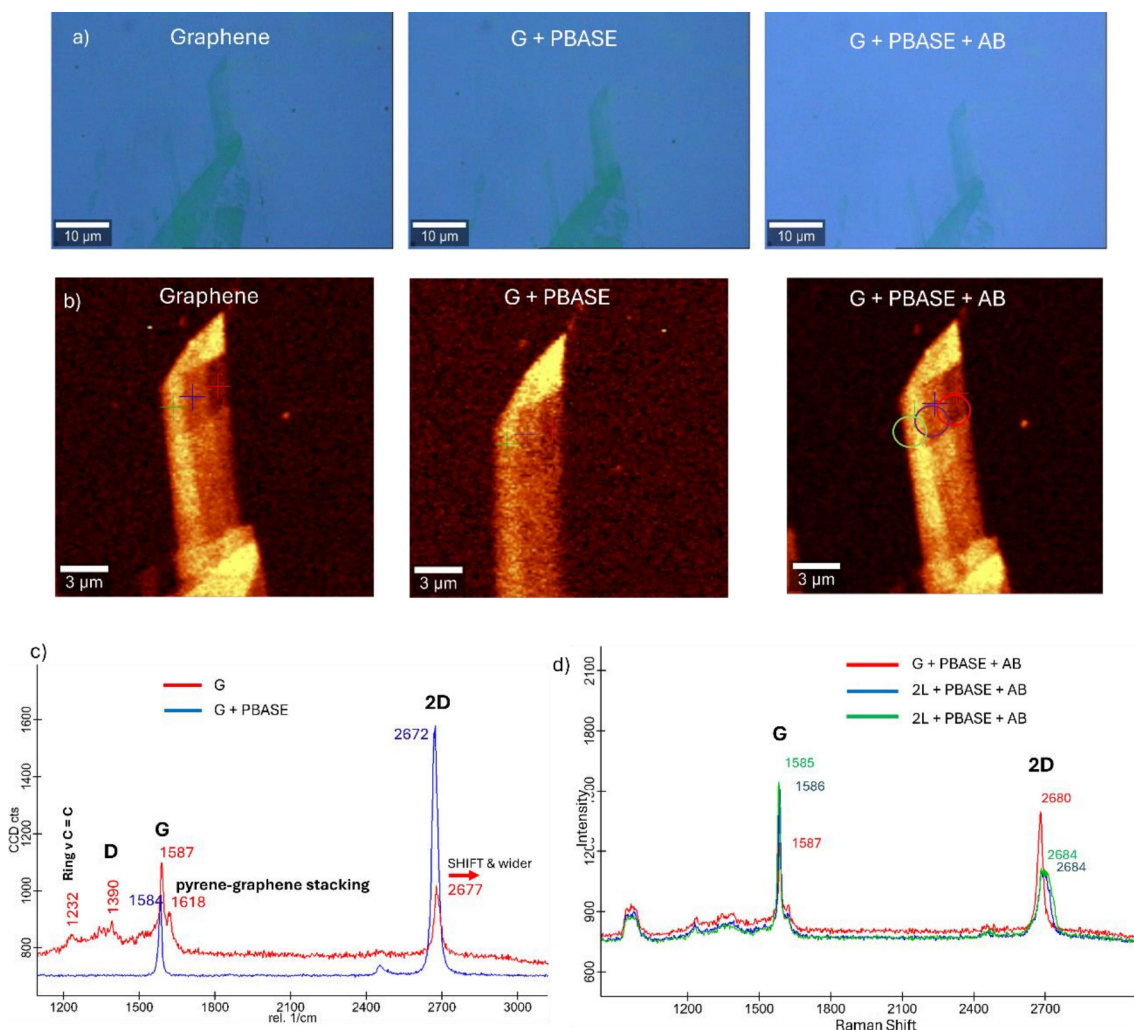 a)
Graphene
G + PBASE
G + PBASE + AB
10 µm
10 µm
10 µm
b)
Graphene
G + PBASE
G + PBASE + AB
3 µm
3 µm
3 µm
c)
G
G + PBASE
2D
2672
1600
1400
1200
1000
800
CCD cts
Ring v C = C
1232
D
1390
G
1587
1584
1618
pyrene-graphene stacking
SHIFT & wider
2677
1200
1500
1800
2100
2400
2700
3000
rel. 1/cm
d)
G + PBASE + AB
2L + PBASE + AB
2L + PBASE + AB
2100
1800
1500
1200
900
600
Intensity
G
1585
1586
1587
2D
2680
2684
2684
1200
1500
1800
2100
2400
2700
Raman Shift